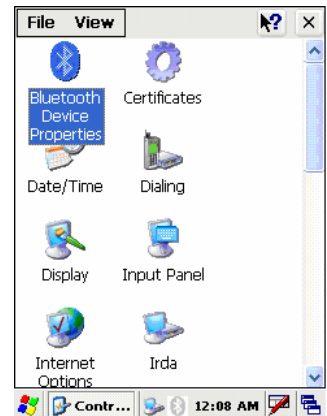 File View
?
Bluetooth
Device
Properties
Certificates
Date/Time
Dialing
Display
Input Panel
Internet
Options
Irda
Contr...
12:08 AM